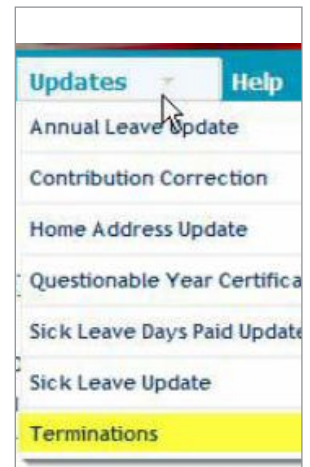 Updates Help
Annual Leave Update
Contribution Correction
Home Address Update
Questionable Year Certifica
Sick Leave Days Paid Update
Sick Leave Update
Terminations